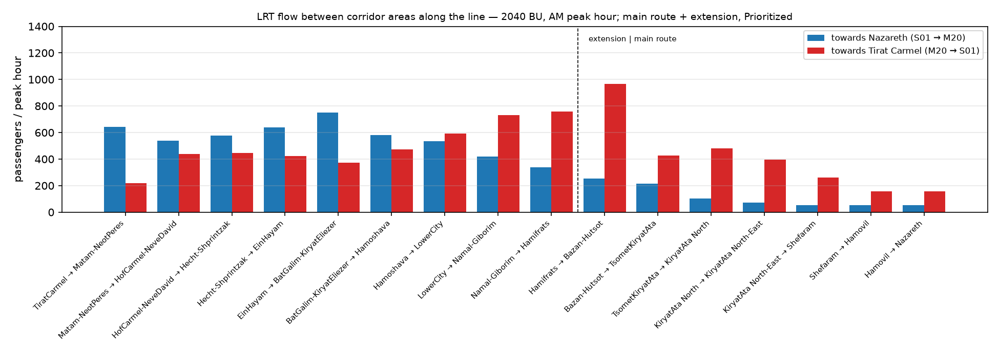 LRT flow between corridor areas along the line — 2040 BU, AM peak hour; main route + extension, Prioritized
passengers / peak hour
1400
1200
1000
800
600
400
200
0
extension | main route
towards Nazareth (S01 → M20)
towards Tirat Carmel (M20 → S01)
TiratCarmel → Matam-NeotPeres
Matam-NeotPeres → HofCarmel-NeveDavid
HofCarmel-NeveDavid → Hecht-Shprintzak
Hecht-Shprintzak → EinHayam
EinHayam → BatGalim-KiryatEliezer
BatGalim-KiryatEliezer → Hamoshava
Hamoshava → LowerCity
LowerCity → Namal-Giborim
Namal-Giborim → Hamifrats
Hamifrats → Bazan-Hutsot
Bazan-Hutsot → TsometKiryatAta
TsometKiryatAta → KiryatAta North
KiryatAta North → KiryatAta North-East
KiryatAta North-East → Shefaram
Shefaram → Hamovil
Hamovil → Nazareth